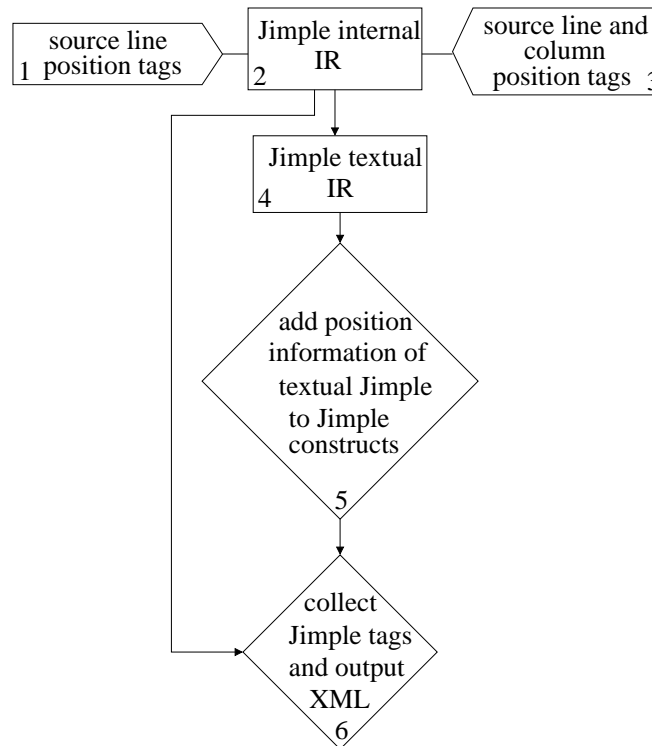 source line
position tags
1
Jimple internal
IR
2
source line and
column
position tags
3
Jimple textual
IR
4
add position
information of
textual Jimple
to Jimple
constructs
5
collect
Jimple tags
and output
XML
6